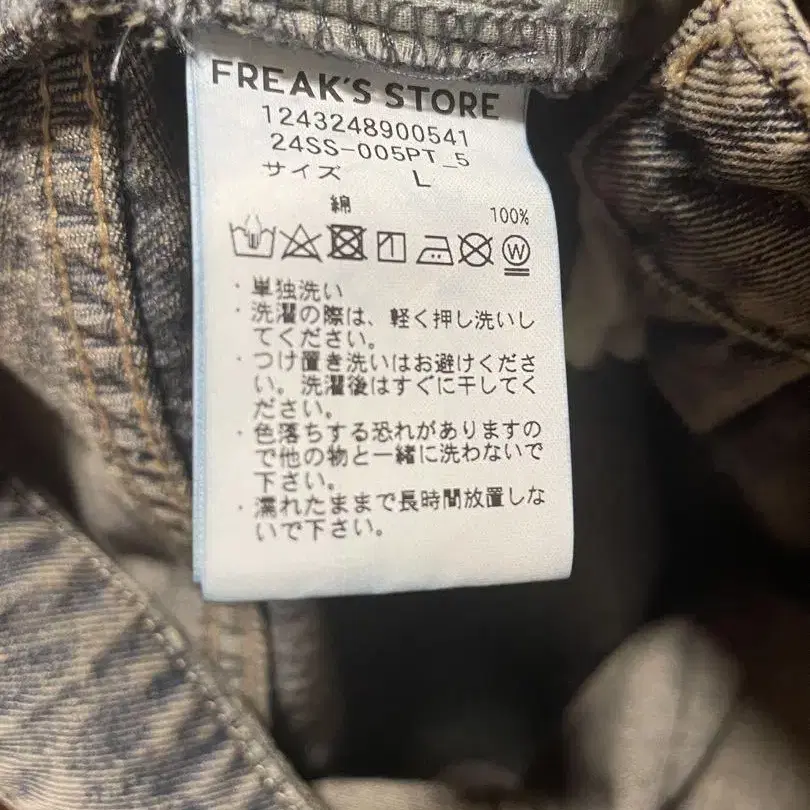 FREAK'S STORE
1243248900541
24SS-005PT_5
サイズ L
綿 100%
W
・単独洗い
・洗濯の際は、軽く押し洗いし
てください。
・つけ置き洗いはお避けくださ
い。洗濯後はすぐに干してく
ださい。
・色落ちする恐れがありますの
で他の物と一緒に洗わないで
下さい。
・濡れたままで長時間放置しな
いで下さい。